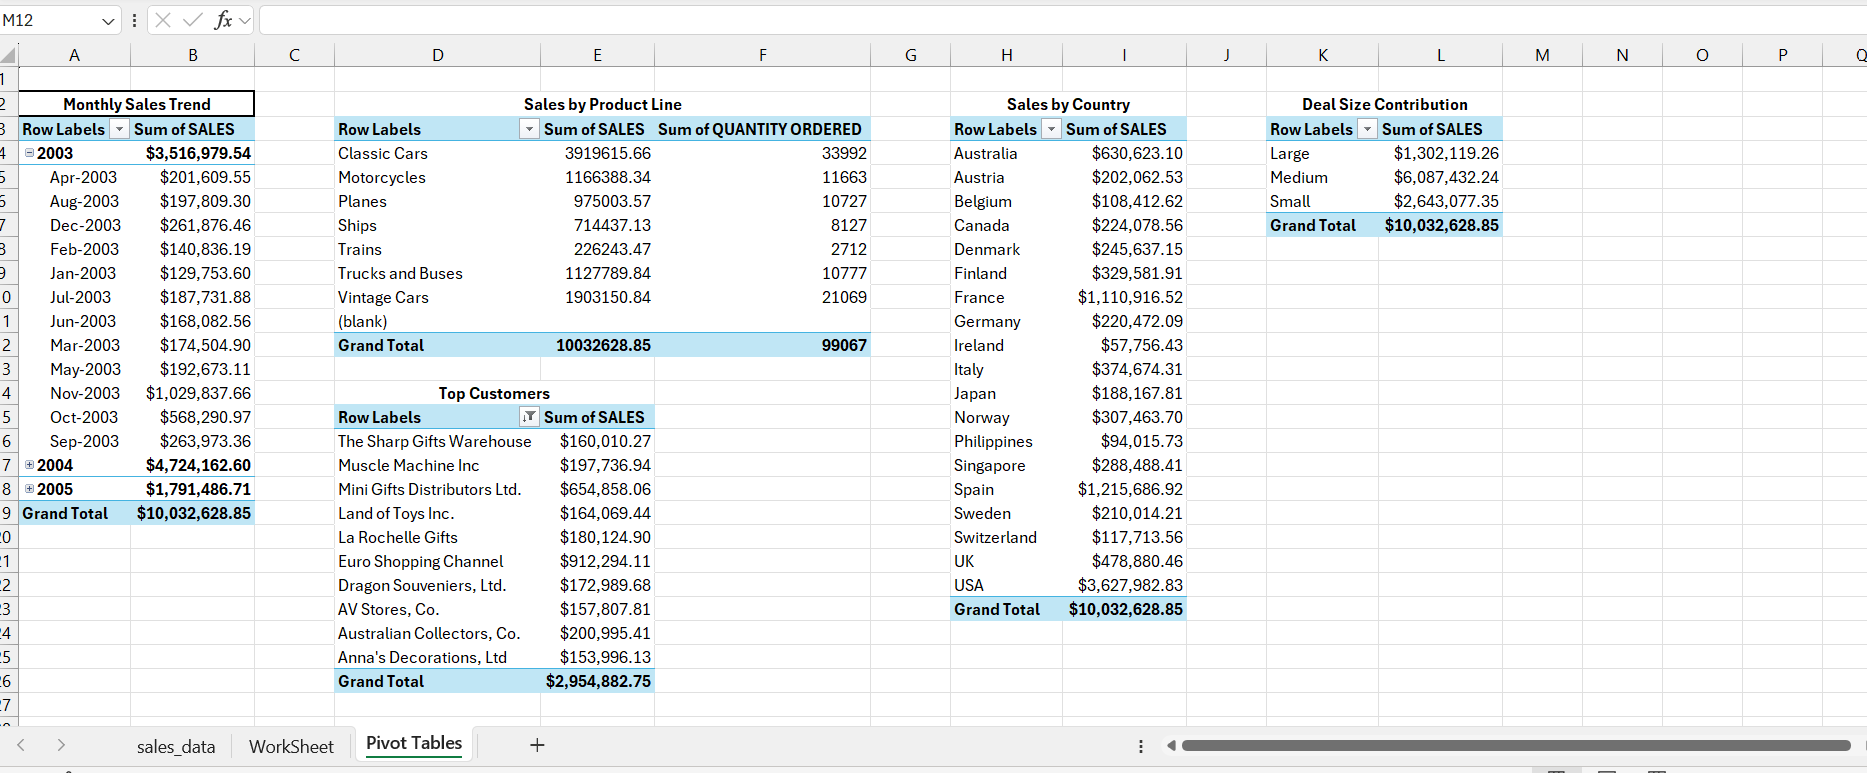 M12
fx
A B C D E F G H I J K L M N O P Q
1
2 Monthly Sales Trend Sales by Product Line Sales by Country Deal Size Contribution
3 Row Labels Sum of SALES Row Labels Sum of SALES Sum of QUANTITY ORDERED Row Labels Sum of SALES Row Labels Sum of SALES
4 2003 $3,516,979.54 Classic Cars 3919615.66 33992 Australia $630,623.10 Large $1,302,119.26
5 Apr-2003 $201,609.55 Motorcycles 1166388.34 11663 Austria $202,062.53 Medium $6,087,432.24
6 Aug-2003 $197,809.30 Planes 975003.57 10727 Belgium $108,412.62 Small $2,643,077.35
7 Dec-2003 $261,876.46 Ships 714437.13 8127 Canada $224,078.56 Grand Total $10,032,628.85
8 Feb-2003 $140,836.19 Trains 226243.47 2712 Denmark $245,637.15
9 Jan-2003 $129,753.60 Trucks and Buses 1127789.84 10777 Finland $329,581.91
0 Jul-2003 $187,731.88 Vintage Cars 1903150.84 21069 France $1,110,916.52
1 Jun-2003 $168,082.56 (blank) Germany $220,472.09
2 Mar-2003 $174,504.90 Grand Total 10032628.85 99067 Ireland $57,756.43
3 May-2003 $192,673.11 Italy $374,674.31
4 Nov-2003 $1,029,837.66 Top Customers Japan $188,167.81
5 Oct-2003 $568,290.97 Row Labels Sum of SALES Norway $307,463.70
6 Sep-2003 $263,973.36 The Sharp Gifts Warehouse $160,010.27 Philippines $94,015.73
7 2004 $4,724,162.60 Muscle Machine Inc $197,736.94 Singapore $288,488.41
8 2005 $1,791,486.71 Mini Gifts Distributors Ltd. $654,858.06 Spain $1,215,686.92
9 Grand Total $10,032,628.85 Land of Toys Inc. $164,069.44 Sweden $210,014.21
20 La Rochelle Gifts $180,124.90 Switzerland $117,713.56
21 Euro Shopping Channel $912,294.11 UK $478,880.46
22 Dragon Souveniers, Ltd. $172,989.68 USA $3,627,982.83
23 AV Stores, Co. $157,807.81 Grand Total $10,032,628.85
24 Australian Collectors, Co. $200,995.41
25 Anna's Decorations, Ltd $153,996.13
26 Grand Total $2,954,882.75
27
sales_data WorkSheet Pivot Tables